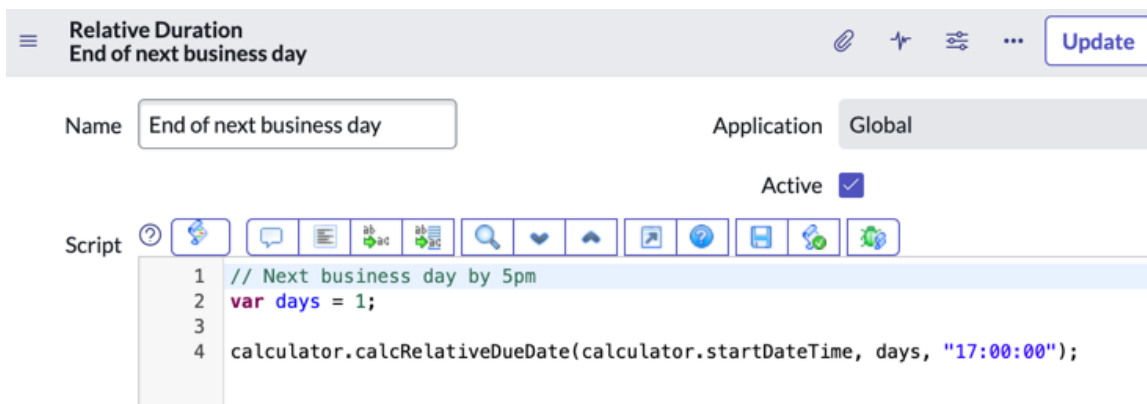 Relative Duration
End of next business day
Update
Name End of next business day
Application Global
Active
Script
1 // Next business day by 5pm
2 var days = 1;
3
4 calculator.calcRelativeDueDate(calculator.startDateTime, days, "17:00:00");